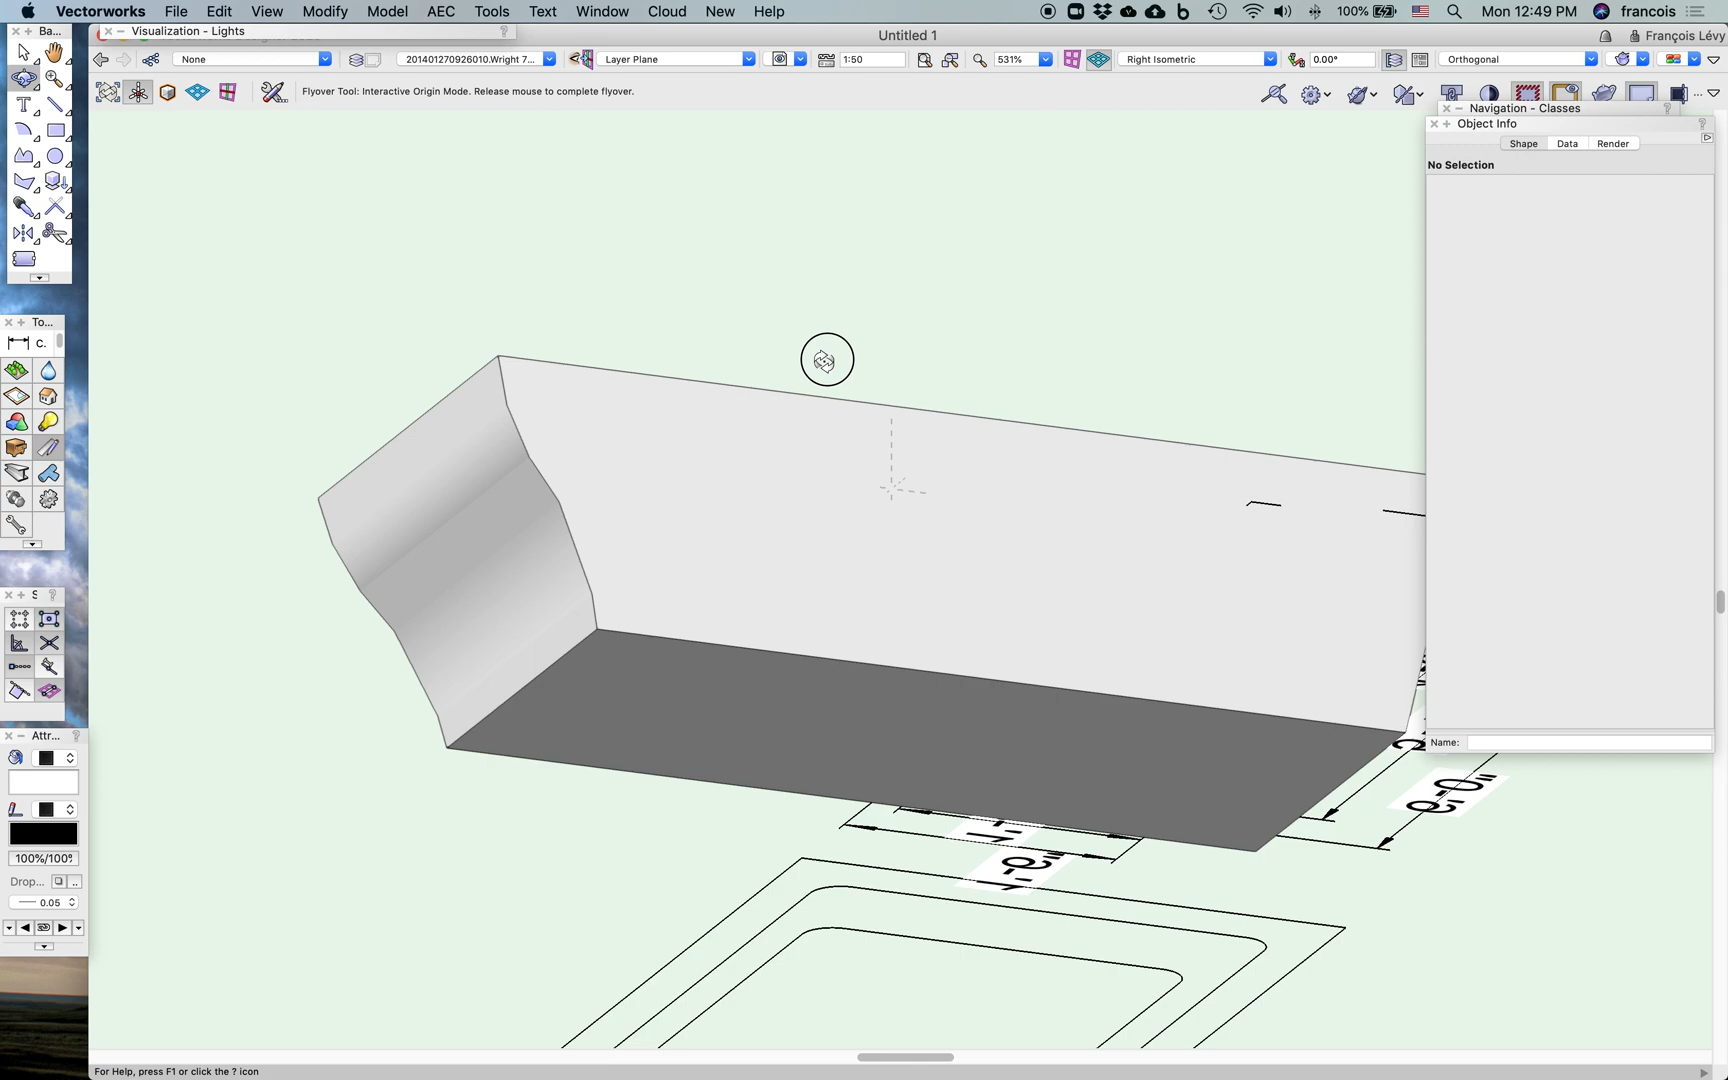 Vectorworks File Edit View Modify Model AEC Tools Text Window Cloud New Help 100% Mon 12:49 PM francois
Visualization - Lights
Untitled 1
François Lévy
Ba...
None
201401270926010.Wright 7...
Layer Plane
1:50
531%
Right Isometric
0.00°
Orthogonal
Flyover Tool: Interactive Origin Mode. Release mouse to complete flyover.
Navigation - Classes
Object Info
Shape Data Render
No Selection
Name:
To...
C.
S
Attr...
100%/100%
Drop...
0.05
For Help, press F1 or click the ? icon